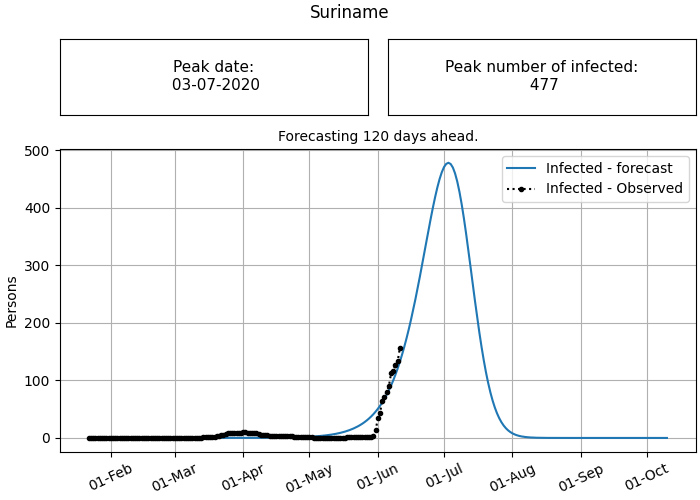 Suriname
Peak date:
03-07-2020
Peak number of infected:
477
Forecasting 120 days ahead.
Infected - forecast
Infected - Observed
500
400
300
200
100
0
Persons
01-Feb
01-Mar
01-Apr
01-May
01-Jun
01-Jul
01-Aug
01-Sep
01-Oct